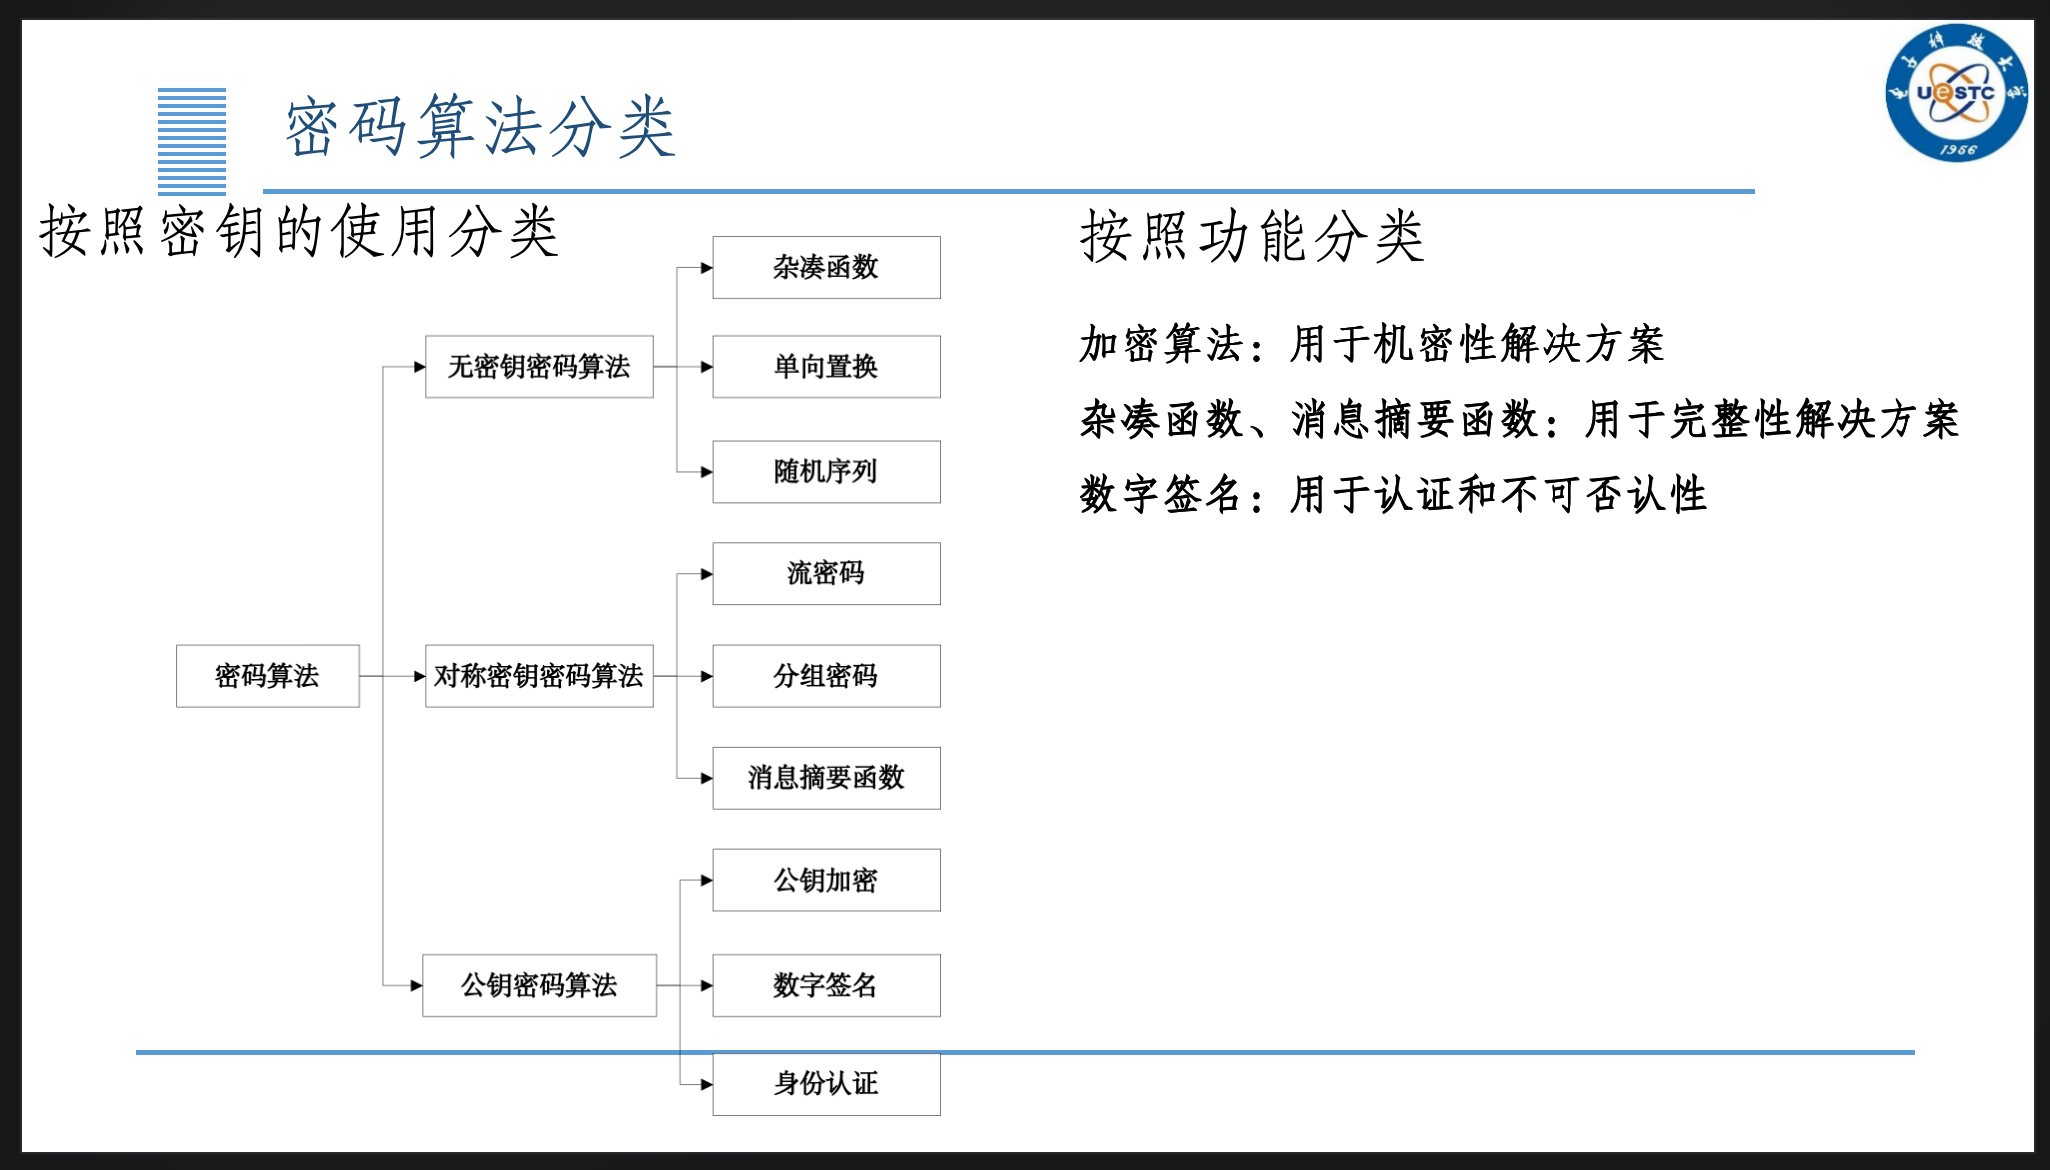 密码算法分类
电子科技大学
UeSTC
1956
按照密钥的使用分类
杂凑函数
无密钥密码算法
单向置换
随机序列
流密码
密码算法
对称密钥密码算法
分组密码
消息摘要函数
公钥加密
公钥密码算法
数字签名
身份认证
按照功能分类
加密算法：用于机密性解决方案
杂凑函数、消息摘要函数：用于完整性解决方案
数字签名：用于认证和不可否认性